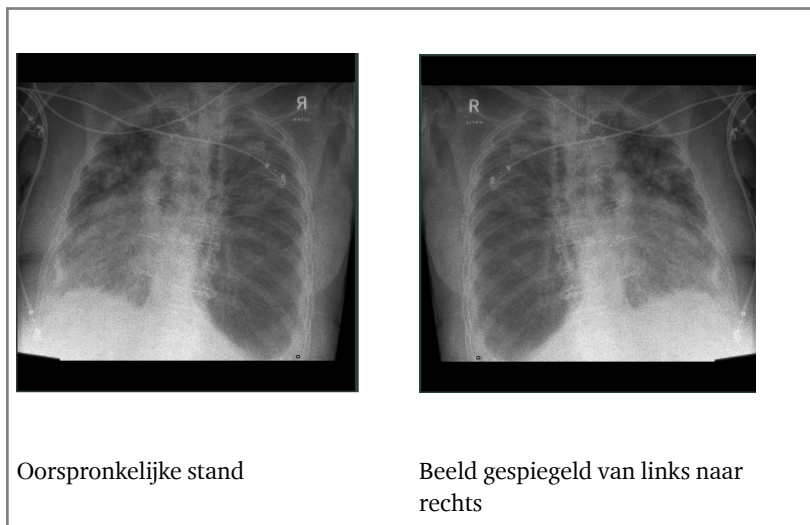 R
Oorspronkelijke stand
Beeld gespiegeld van links naar
rechts